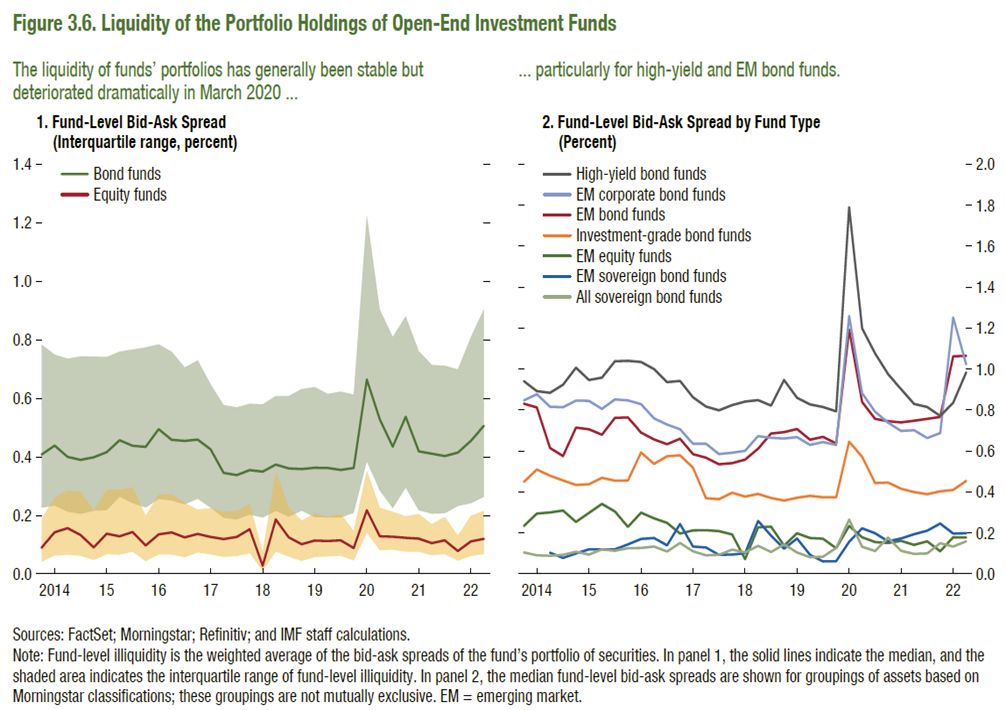 Figure 3.6. Liquidity of the Portfolio Holdings of Open-End Investment Funds
The liquidity of funds’ portfolios has generally been stable but
deteriorated dramatically in March 2020 ...
... particularly for high-yield and EM bond funds.
1. Fund-Level Bid-Ask Spread
(Interquartile range, percent)
1.4
1.2
1.0
0.8
0.6
0.4
0.2
0.0
Bond funds
Equity funds
2014 15 16 17 18 19 20 21 22
2. Fund-Level Bid-Ask Spread by Fund Type
(Percent)
High-yield bond funds
EM corporate bond funds
EM bond funds
Investment-grade bond funds
EM equity funds
EM sovereign bond funds
All sovereign bond funds
2.0
1.8
1.6
1.4
1.2
1.0
0.8
0.6
0.4
0.2
0.0
2014 15 16 17 18 19 20 21 22
Sources: FactSet; Morningstar; Refinitiv; and IMF staff calculations.
Note: Fund-level illiquidity is the weighted average of the bid-ask spreads of the fund’s portfolio of securities. In panel 1, the solid lines indicate the median, and the
shaded area indicates the interquartile range of fund-level illiquidity. In panel 2, the median fund-level bid-ask spreads are shown for groupings of assets based on
Morningstar classifications; these groupings are not mutually exclusive. EM = emerging market.